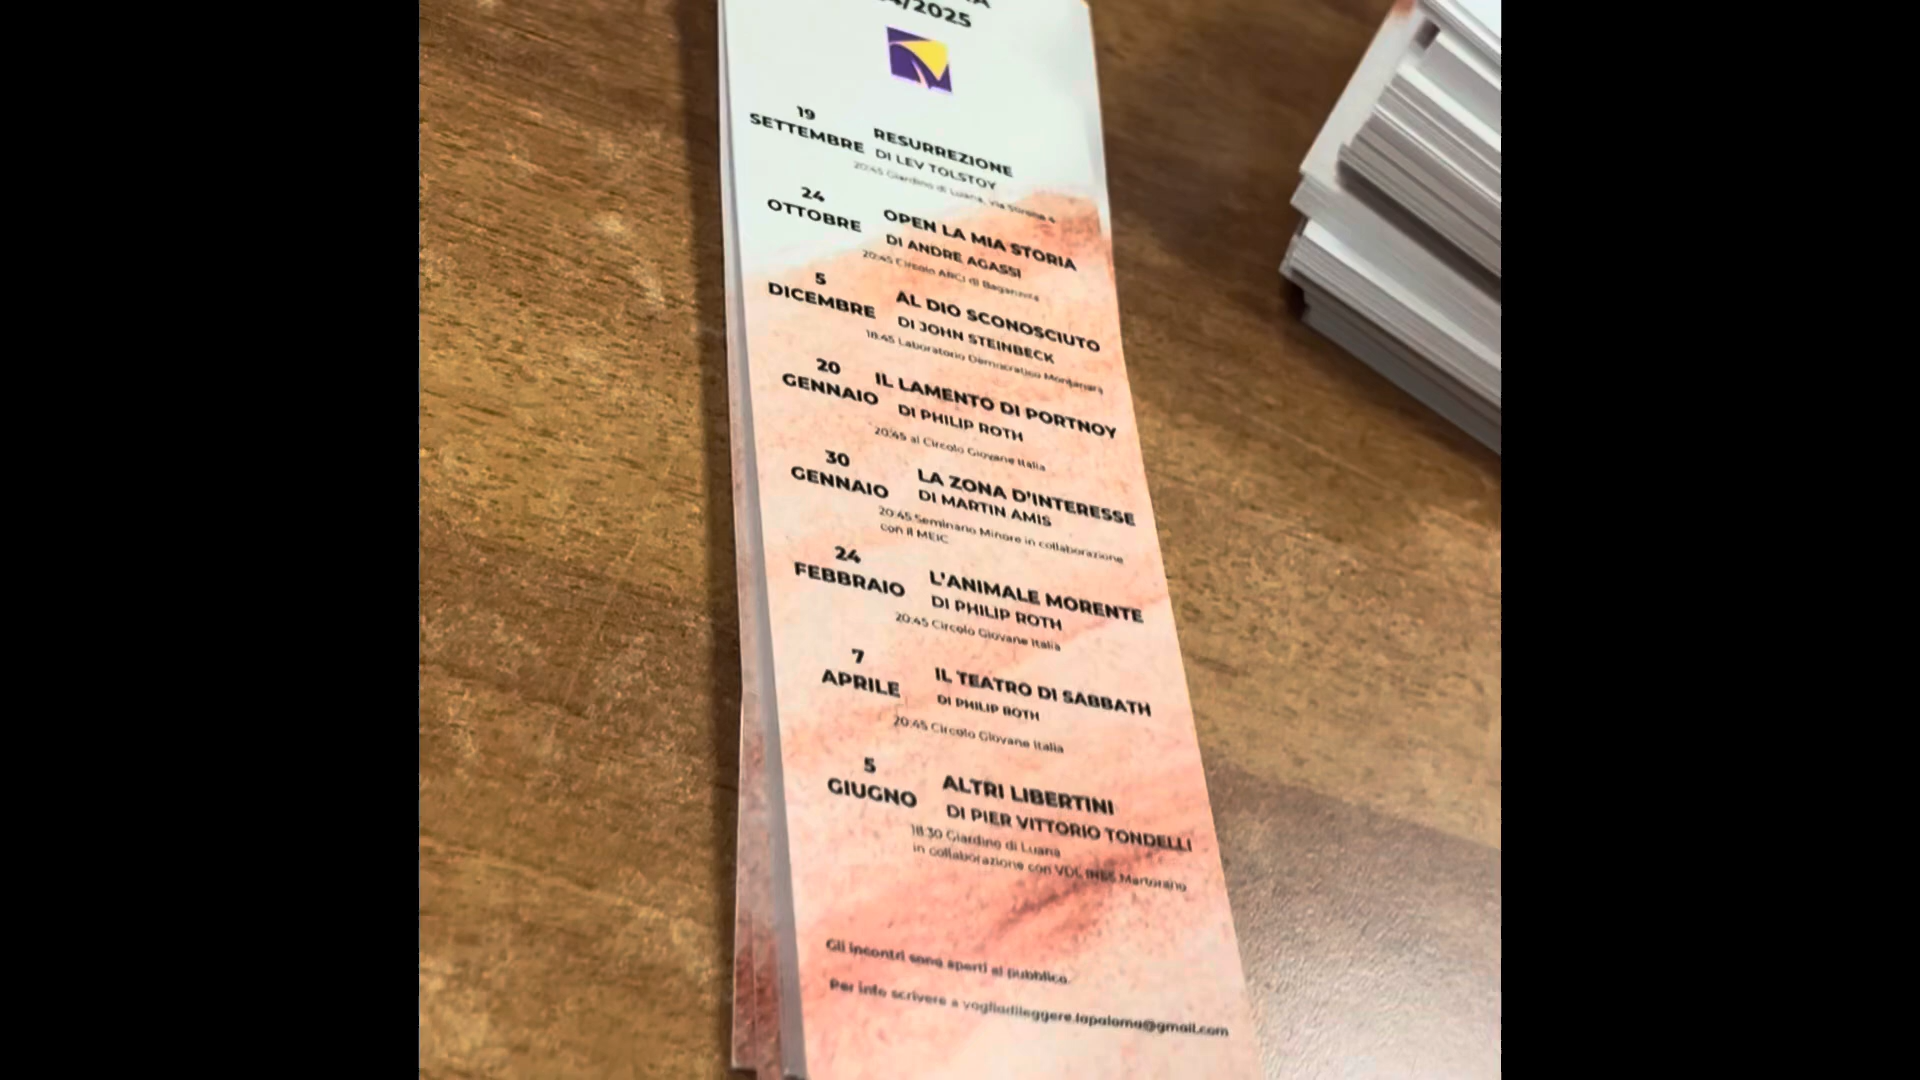 4/2025
19
SETTEMBRE
RESURREZIONE
DI LEV TOLSTOY
20:45 Giardino di Luana, via
24
OTTOBRE
OPEN LA MIA STORIA
DI ANDRE AGASSI
20:45 Circolo ARCI di
5
DICEMBRE
AL DIO SCONOSCIUTO
DI JOHN STEINBECK
18:45 Laboratorio Democratico Montanara
20
GENNAIO
IL LAMENTO DI PORTNOY
DI PHILIP ROTH
20:45 al Circolo Giovane Italia
30
GENNAIO
LA ZONA D'INTERESSE
DI MARTIN AMIS
20:45 Seminario Minore in collaborazione
con il MEIC
24
FEBBRAIO
L'ANIMALE MORENTE
DI PHILIP ROTH
20:45 Circolo Giovane Italia
7
APRILE
IL TEATRO DI SABBATH
DI PHILIP ROTH
20:45 Circolo Giovane Italia
5
GIUGNO
ALTRI LIBERTINI
DI PIER VITTORIO TONDELLI
18:30 Giardino di Luana
in collaborazione con VDL Martorano
Gli incontri sono aperti al pubblico.
Per info scrivere a vogliadileggere.lapaloma@gmail.com